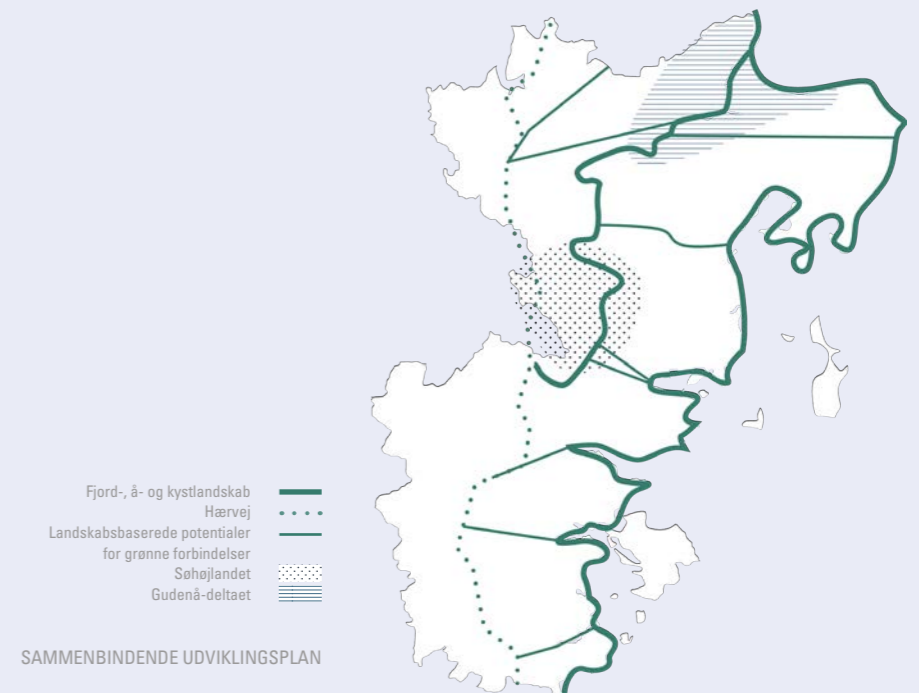 Fjord-, å- og kystlandskab
Hærvej
Landskabsbaserede potentialer
for grønne forbindelser
Søhøjlandet
Gudenå-deltaet
SAMMENBINDENDE UDVIKLINGSPLAN